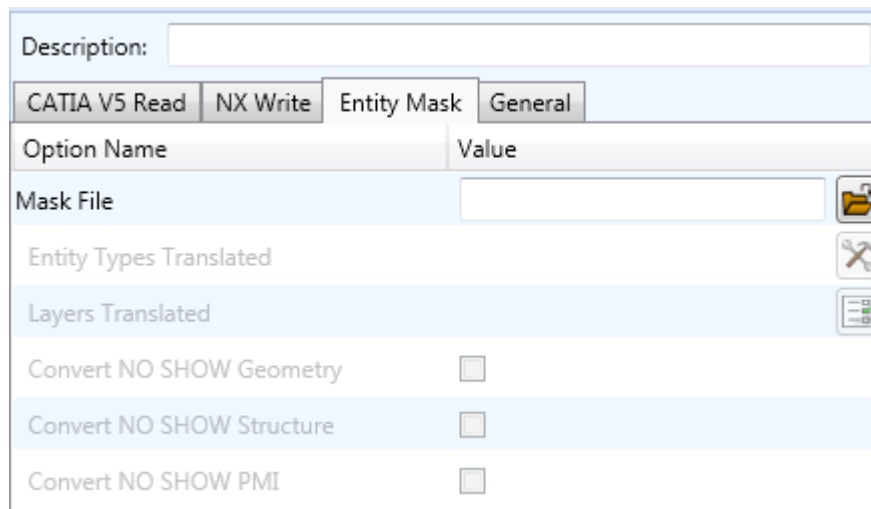 Description:
CATIA V5 Read NX Write Entity Mask General
Option Name Value
Mask File
Entity Types Translated
Layers Translated
Convert NO SHOW Geometry
Convert NO SHOW Structure
Convert NO SHOW PMI